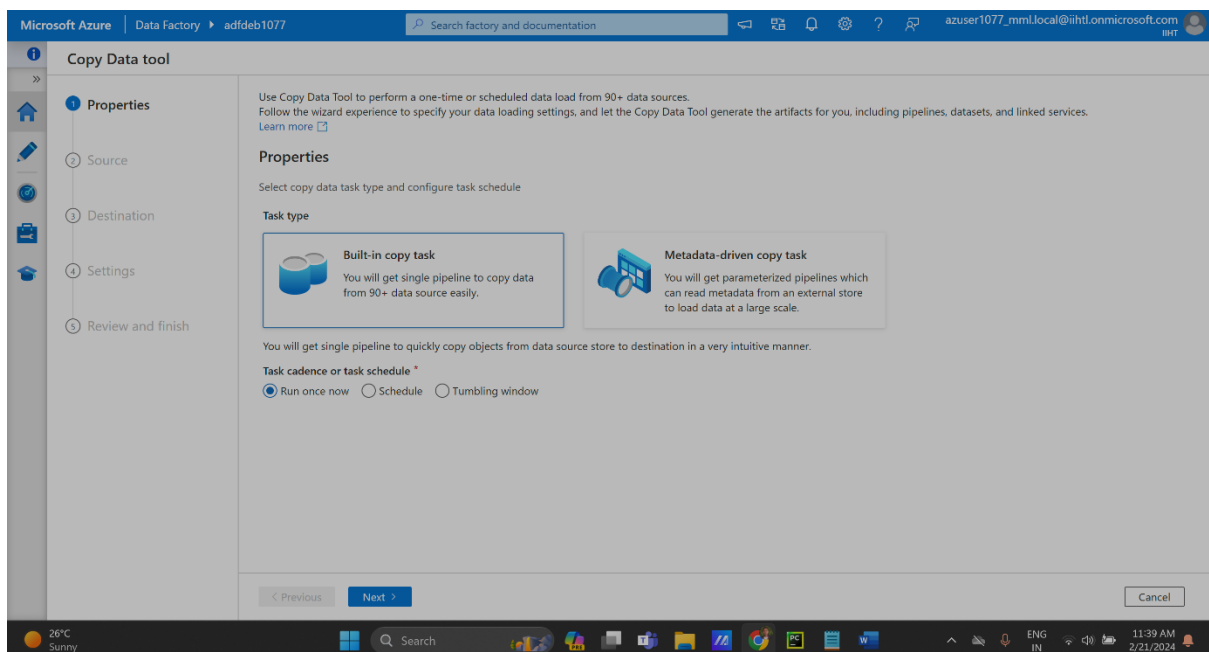 Microsoft Azure | Data Factory ▸ adfdeb1077
Search factory and documentation
azuser1077_mml.local@iihtl.onmicrosoft.com
IIHT
Copy Data tool
1 Properties
2 Source
3 Destination
4 Settings
5 Review and finish
Use Copy Data Tool to perform a one-time or scheduled data load from 90+ data sources.
Follow the wizard experience to specify your data loading settings, and let the Copy Data Tool generate the artifacts for you, including pipelines, datasets, and linked services.
Learn more
Properties
Select copy data task type and configure task schedule
Task type
Built-in copy task
You will get single pipeline to copy data
from 90+ data source easily.
Metadata-driven copy task
You will get parameterized pipelines which
can read metadata from an external store
to load data at a large scale.
You will get single pipeline to quickly copy objects from data source store to destination in a very intuitive manner.
Task cadence or task schedule *
Run once now Schedule Tumbling window
< Previous Next > Cancel
26°C
Sunny
Search
ENG
IN
11:39 AM
2/21/2024